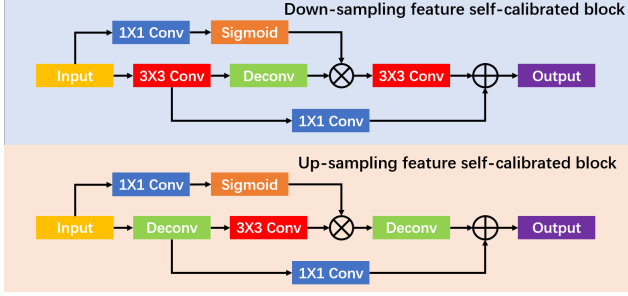 Down-sampling feature self-calibrated block
1X1 Conv Sigmoid
Input 3X3 Conv Deconv 3X3 Conv Output
1X1 Conv
Up-sampling feature self-calibrated block
1X1 Conv Sigmoid
Input Deconv 3X3 Conv Deconv Output
1X1 Conv